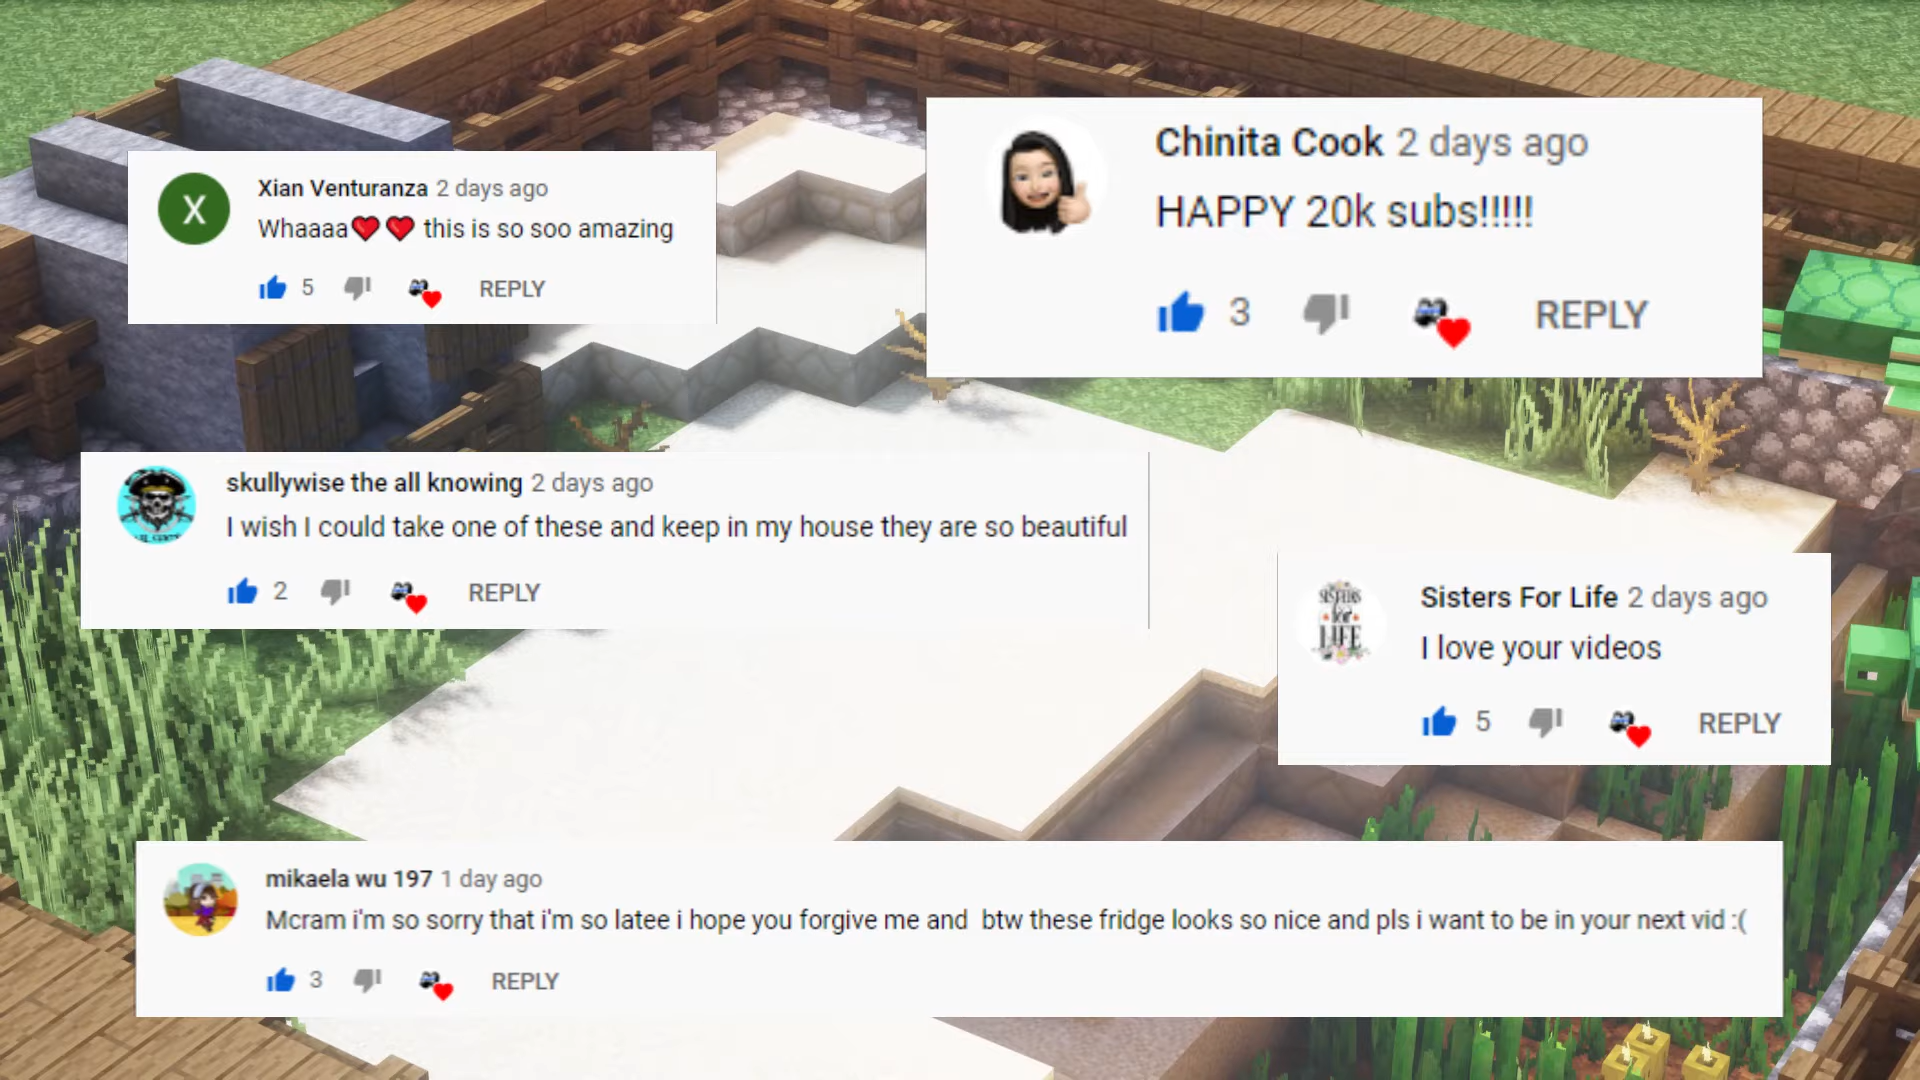 Xian Venturanza 2 days ago
Whaaaa❤️❤️ this is so soo amazing
5 REPLY
X
Chinita Cook 2 days ago
HAPPY 20k subs!!!!!
3 REPLY
skullywise the all knowing 2 days ago
I wish I could take one of these and keep in my house they are so beautiful
2 REPLY
Sisters For Life 2 days ago
I love your videos
5 REPLY
SISTERS
for
LIFE
mikaela wu 197 1 day ago
Mcram i'm so sorry that i'm so latee i hope you forgive me and  btw these fridge looks so nice and pls i want to be in your next vid :(
3 REPLY